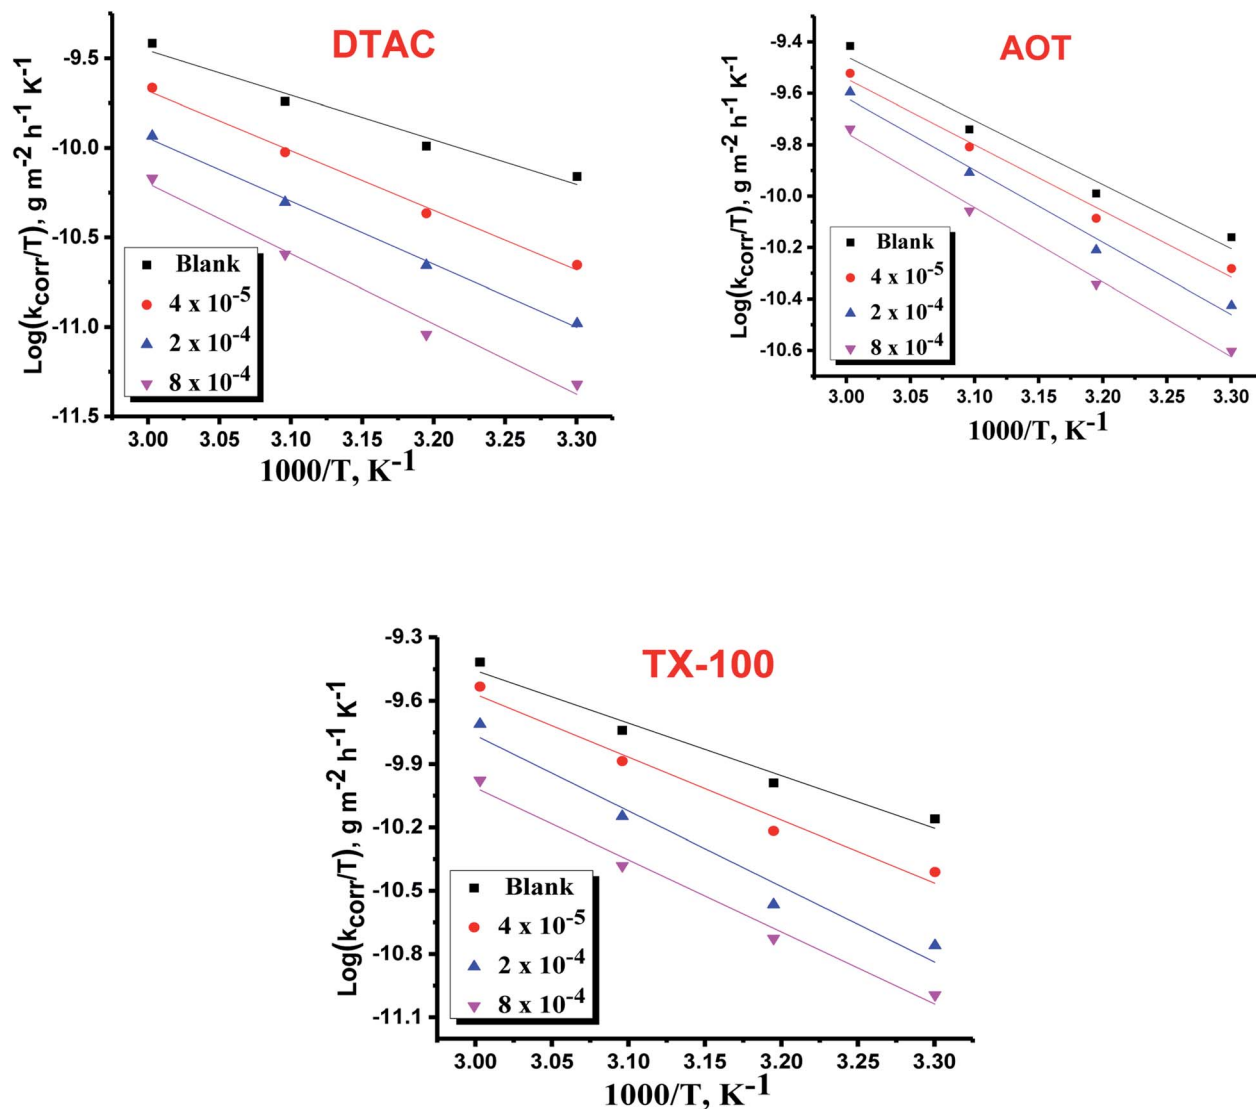 DTAC
-9.5
-10.0
-10.5
-11.0
-11.5
Log(kcorr/T), g m-2 h-1 K-1
Blank
4 x 10-5
2 x 10-4
8 x 10-4
3.00 3.05 3.10 3.15 3.20 3.25 3.30
1000/T, K-1
AOT
-9.4
-9.6
-9.8
-10.0
-10.2
-10.4
-10.6
Log(kcorr/T), g m-2 h-1 K-1
Blank
4 x 10-5
2 x 10-4
8 x 10-4
3.00 3.05 3.10 3.15 3.20 3.25 3.30
1000/T, K-1
TX-100
-9.3
-9.6
-9.9
-10.2
-10.5
-10.8
-11.1
Log(kcorr/T), g m-2 h-1 K-1
Blank
4 x 10-5
2 x 10-4
8 x 10-4
3.00 3.05 3.10 3.15 3.20 3.25 3.30
1000/T, K-1